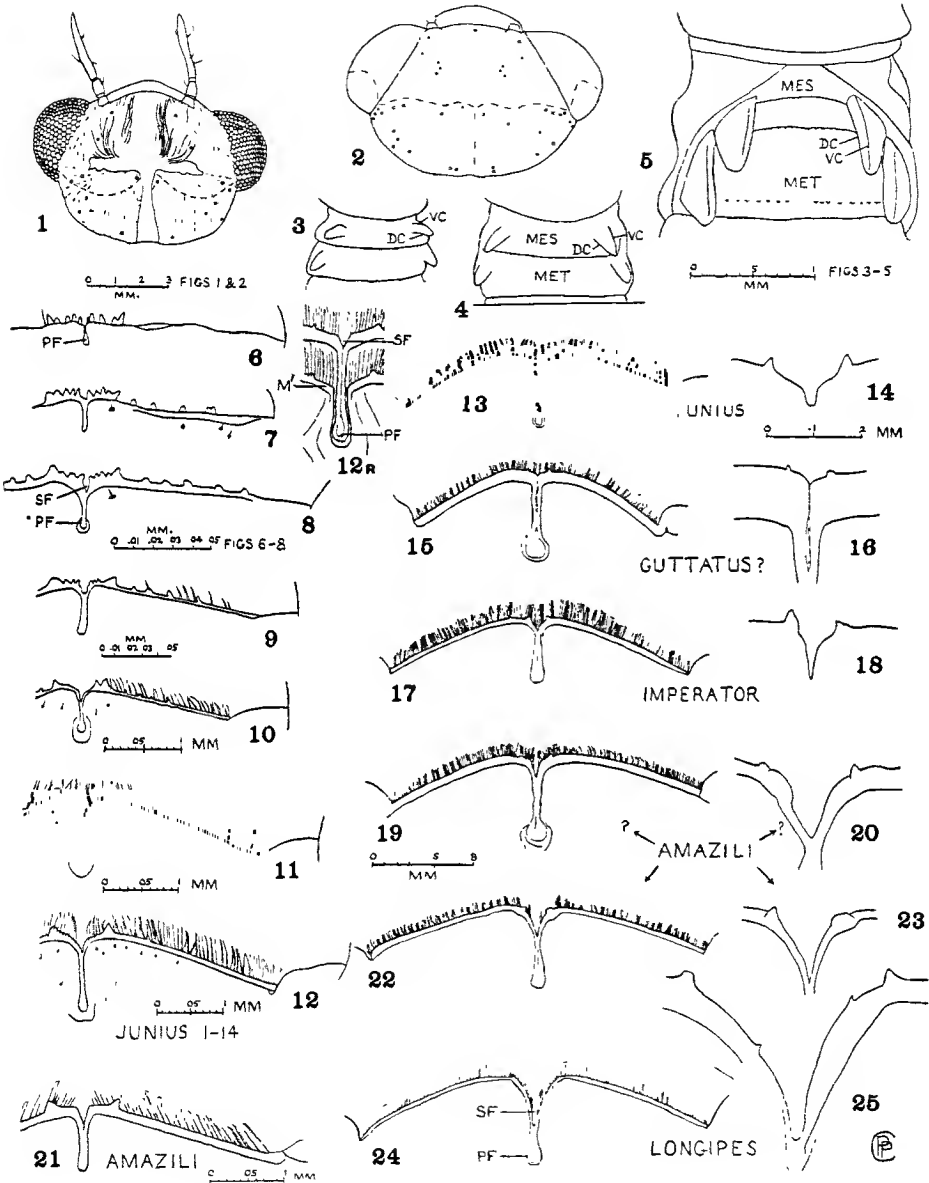 1
0 1 2 3 FIGS 1 & 2
MM.
2
MES
DC
VC
MET
5
0 5 1 FIGS 3-5
MM
3
VC
DC
MES
DC
VC
MET
4
PF
6
7
SF
PF
8
MM.
0 .01 .02 .03 .04 .05 FIGS 6-8
SF
M
PF
12R
13
JUNIUS
14
0 .1 2 MM
MM
0 .01 02 03 05
9
15
GUTTATUS?
16
10
0 05 1 MM
17
IMPERATOR
18
11
0 05 1 MM
19
0 5 8
MM
?
?
AMAZILI
20
12
0 05 1 MM
JUNIUS 1-14
22
23
21
AMAZILI
0 .05 1 MM
SF
PF
24
LONGIPES
25